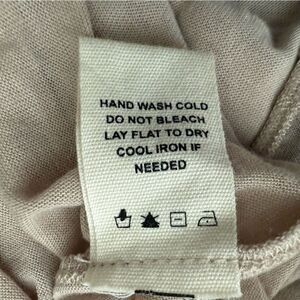 HAND WASH COLD
DO NOT BLEACH
LAY FLAT TO DRY
COOL IRON IF
NEEDED